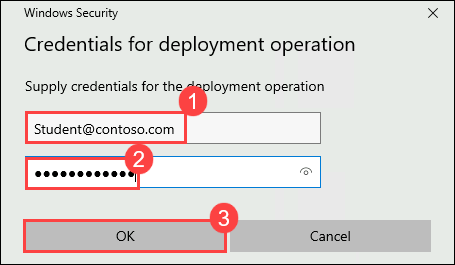 Windows Security
Credentials for deployment operation
Supply credentials for the deployment operation
1
Student@contoso.com
2
●●●●●●●●●●●●
3
OK
Cancel